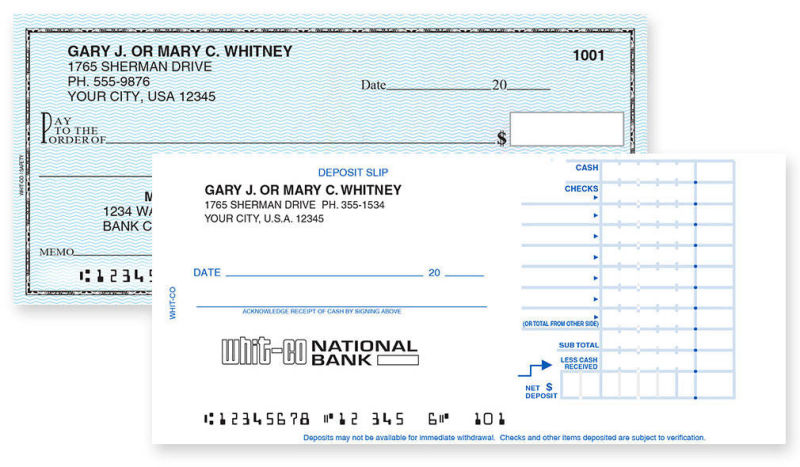 GARY J. OR MARY C. WHITNEY
1765 SHERMAN DRIVE
PH. 555-9876
YOUR CITY, USA 12345
1001
Date 20
PAY
TO THE
ORDER OF $
WHIT-CO SAFETY
M
1234 WA
BANK C
MEMO
⑆12345
DEPOSIT SLIP
GARY J. OR MARY C. WHITNEY
1765 SHERMAN DRIVE PH. 355-1534
YOUR CITY, U.S.A. 12345
DATE 20
ACKNOWLEDGE RECEIPT OF CASH BY SIGNING ABOVE
WHIT-CO
Whit-CO NATIONAL
BANK
CASH
CHECKS
(OR TOTAL FROM OTHER SIDE)
SUB TOTAL
LESS CASH
RECEIVED
NET $
DEPOSIT
⑆12345678 ⑈12 345 6⑈ 101
Deposits may not be available for immediate withdrawal. Checks and other items deposited are subject to verification.